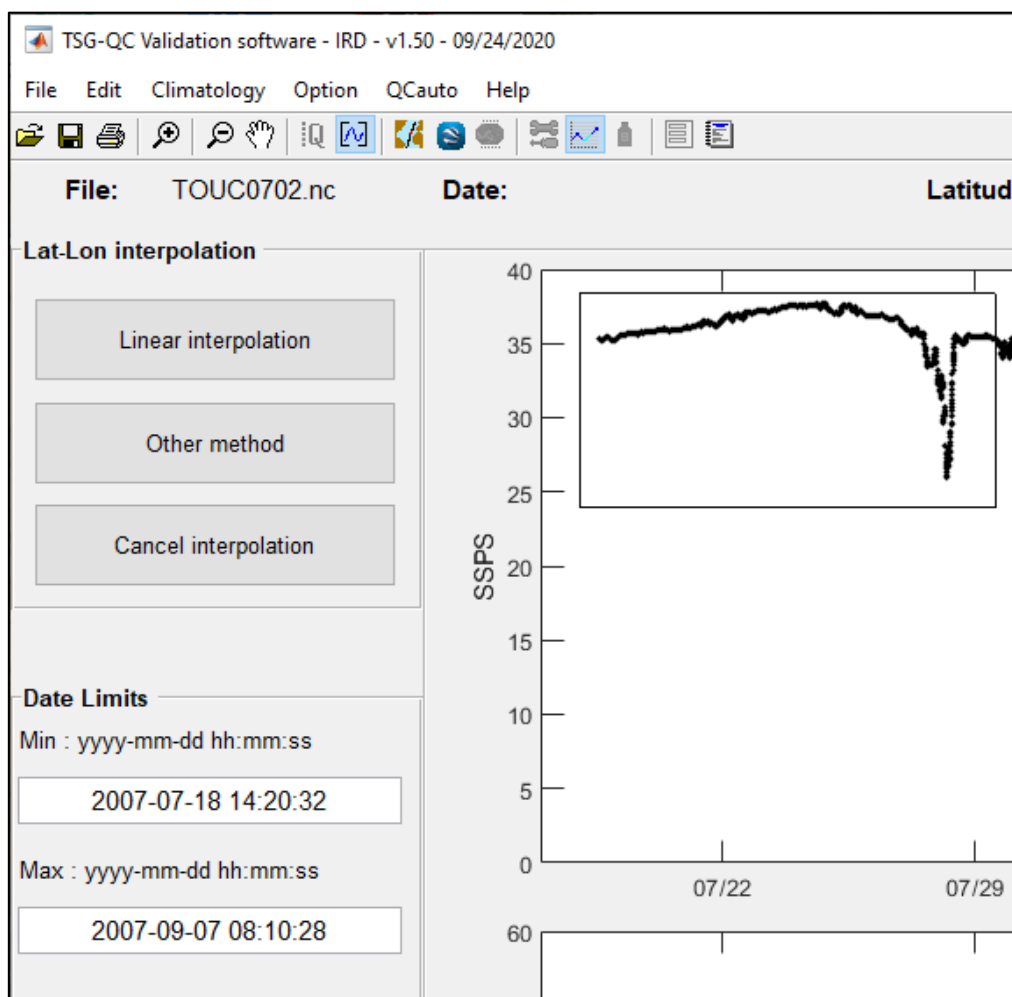 TSG-QC Validation software - IRD - v1.50 - 09/24/2020
File Edit Climatology Option QCauto Help
Q
File: TOUC0702.nc Date: Latitud
Lat-Lon interpolation
Linear interpolation
Other method
Cancel interpolation
Date Limits
Min : yyyy-mm-dd hh:mm:ss
2007-07-18 14:20:32
Max : yyyy-mm-dd hh:mm:ss
2007-09-07 08:10:28
SSPS
40
35
30
25
20
15
10
5
0
07/22 07/29
60